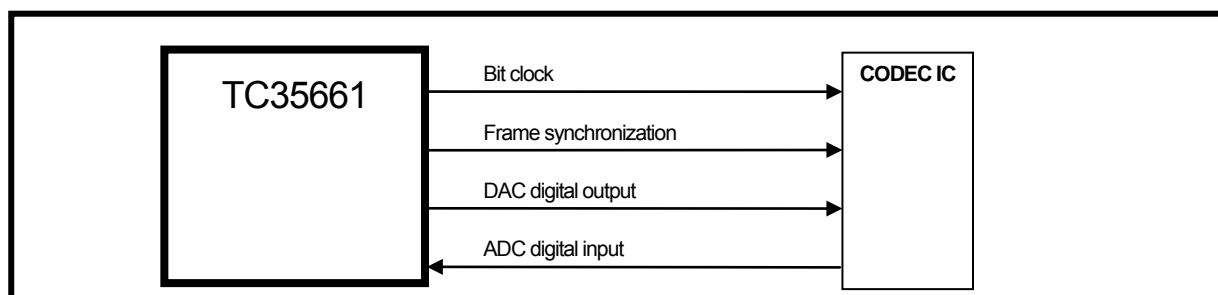 TC35661
Bit clock
CODEC IC
Frame synchronization
DAC digital output
ADC digital input